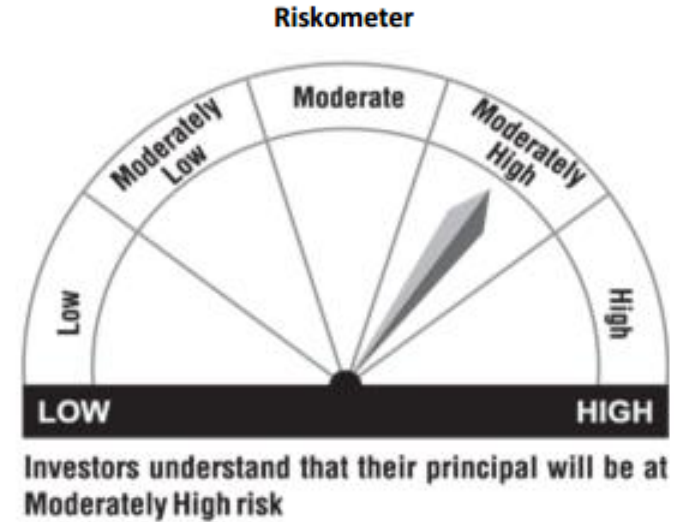 Riskometer
Moderate
Moderately
Low
Moderately
High
Low
High
LOW
HIGH
Investors understand that their principal will be at
Moderately High risk